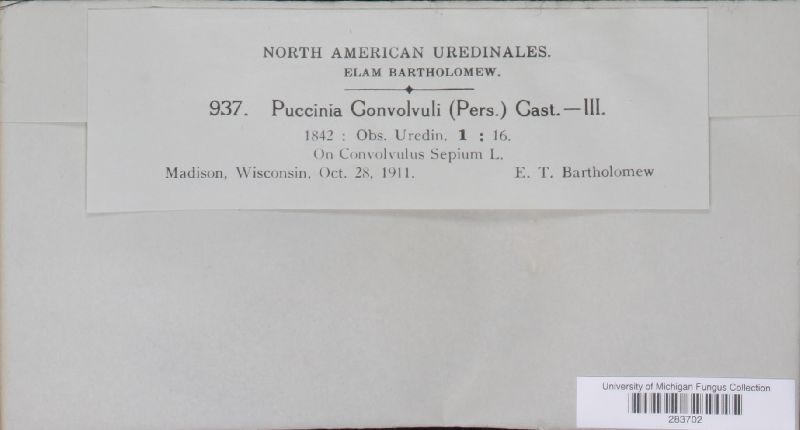 NORTH AMERICAN UREDINALES.
ELAM BARTHOLOMEW.
937. Puccinia Convolvuli (Pers.) Cast.—III.
1842 : Obs. Uredin. 1 : 16.
On Convolvulus Sepium L.
Madison, Wisconsin, Oct. 28, 1911. E. T. Bartholomew
University of Michigan Fungus Collection
283702